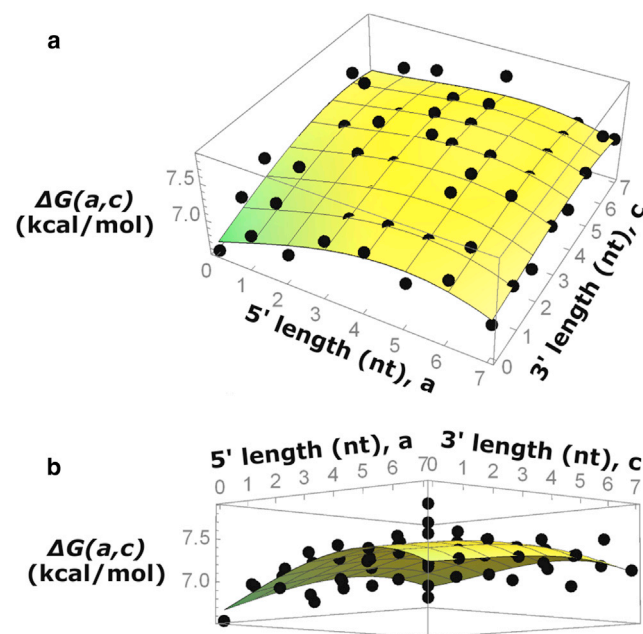 a
7.5
7.0
ΔG(a,c)
(kcal/mol)
0
1
2
3
4
5
6
7
5' length (nt), a
0
1
2
3
4
5
6
7
3' length (nt), c
b
5' length (nt), a
3' length (nt), c
0 1 2 3 4 5 6 70 1 2 3 4 5 6 7
7.5
7.0
ΔG(a,c)
(kcal/mol)